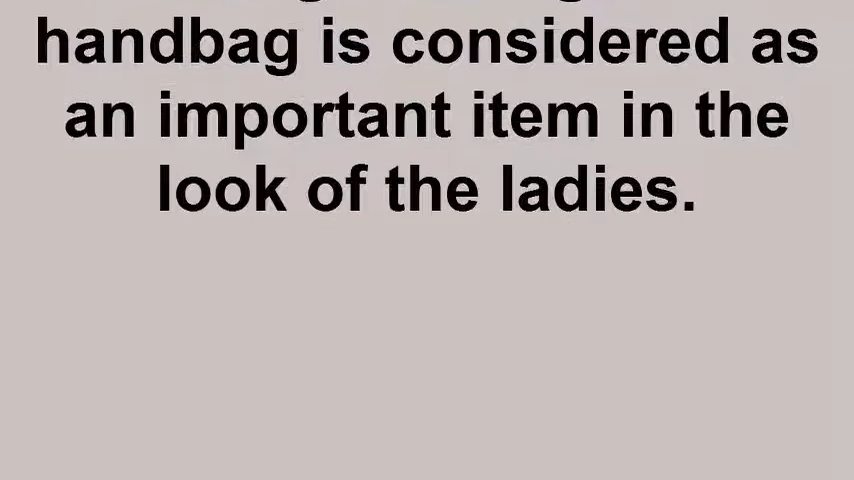 handbag is considered as
an important item in the
look of the ladies.